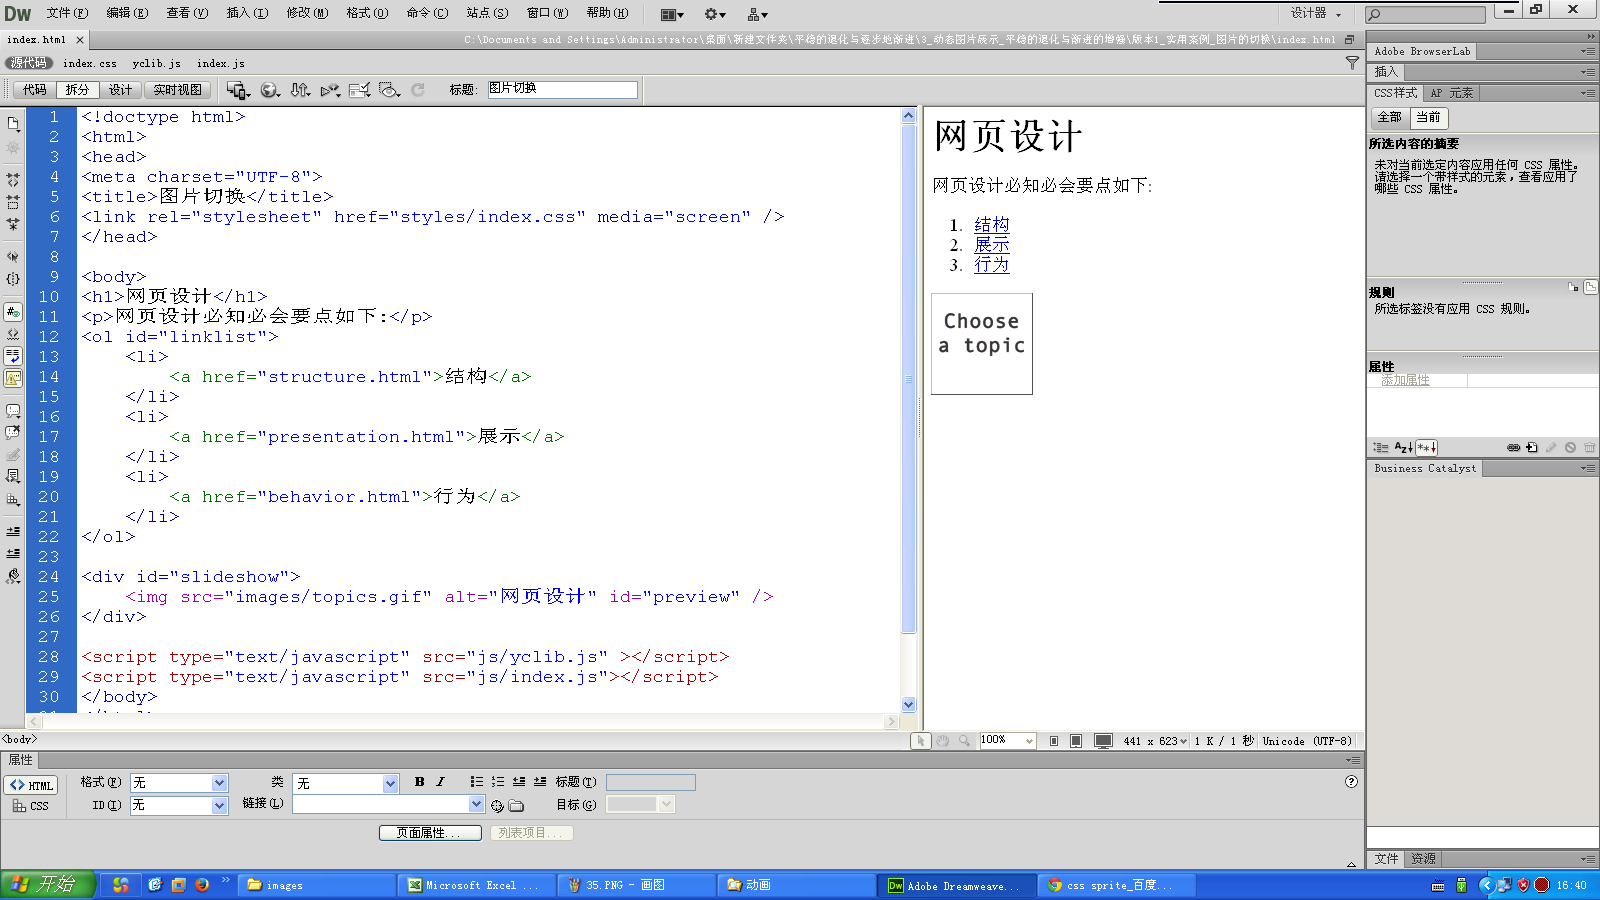 Dw 文件(F) 编辑(E) 查看(V) 插入(I) 修改(M) 格式(O) 命令(C) 站点(S) 窗口(W) 帮助(H) 设计器
index.html
C:\Documents and Settings\Administrator\桌面\新建文件夹\平稳的退化与逐步地渐进\3_动态图片展示_平稳的退化与渐进的增强\版本1_实用案例_图片的切换\index.html
源代码 index.css yclib.js index.js
代码 拆分 设计 实时视图 标题: 图片切换
1 <!doctype html>
2 <html>
3 <head>
4 <meta charset="UTF-8">
5 <title>图片切换</title>
6 <link rel="stylesheet" href="styles/index.css" media="screen" />
7 </head>
8
9 <body>
10 <h1>网页设计</h1>
11 <p>网页设计必知必会要点如下:</p>
12 <ol id="linklist">
13 <li>
14 <a href="structure.html">结构</a>
15 </li>
16 <li>
17 <a href="presentation.html">展示</a>
18 </li>
19 <li>
20 <a href="behavior.html">行为</a>
21 </li>
22 </ol>
23
24 <div id="slideshow">
25 <img src="images/topics.gif" alt="网页设计" id="preview" />
26 </div>
27
28 <script type="text/javascript" src="js/yclib.js" ></script>
29 <script type="text/javascript" src="js/index.js"></script>
30 </body>
网页设计
网页设计必知必会要点如下:
1. 结构
2. 展示
3. 行为
Choose
a topic
Adobe BrowserLab
插入
CSS样式 AP 元素
全部 当前
所选内容的摘要
未对当前选定内容应用任何 CSS 属性。
请选择一个带样式的元素，查看应用了
哪些 CSS 属性。
规则
所选标签没有应用 CSS 规则。
属性
添加属性
Business Catalyst
文件 资源
<body>
100% 441 x 623 1 K / 1 秒 Unicode (UTF-8)
属性
HTML 格式(F) 无 类 无 B I 标题(T)
CSS ID(I) 无 链接(L) 目标(G)
页面属性... 列表项目...
开始 images Microsoft Excel ... 35.PNG - 画图 动画 Adobe Dreamweave... css sprite_百度... 16:40